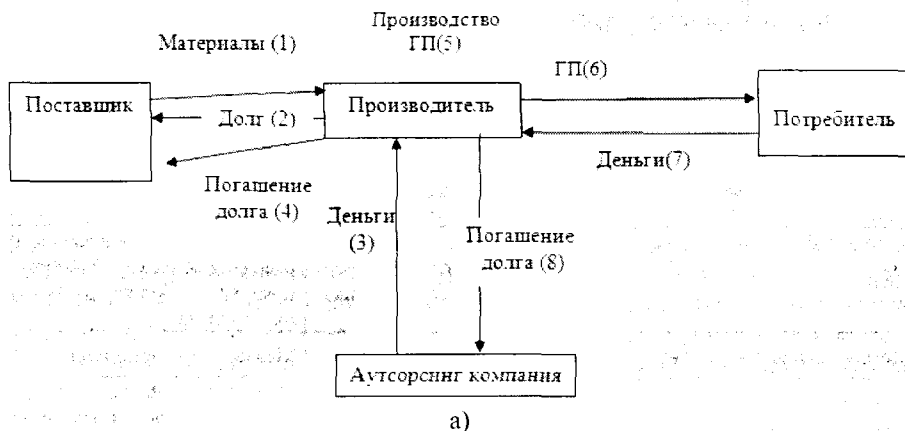 Производство
ГП(5)
Материалы (1)
ГП(6)
Поставщик
Производитель
Потребитель
Долг (2)
Деньги(7)
Погашение
долга (4)
Деньги
(3)
Погашение
долга (8)
Аутсорсинг компания
а)